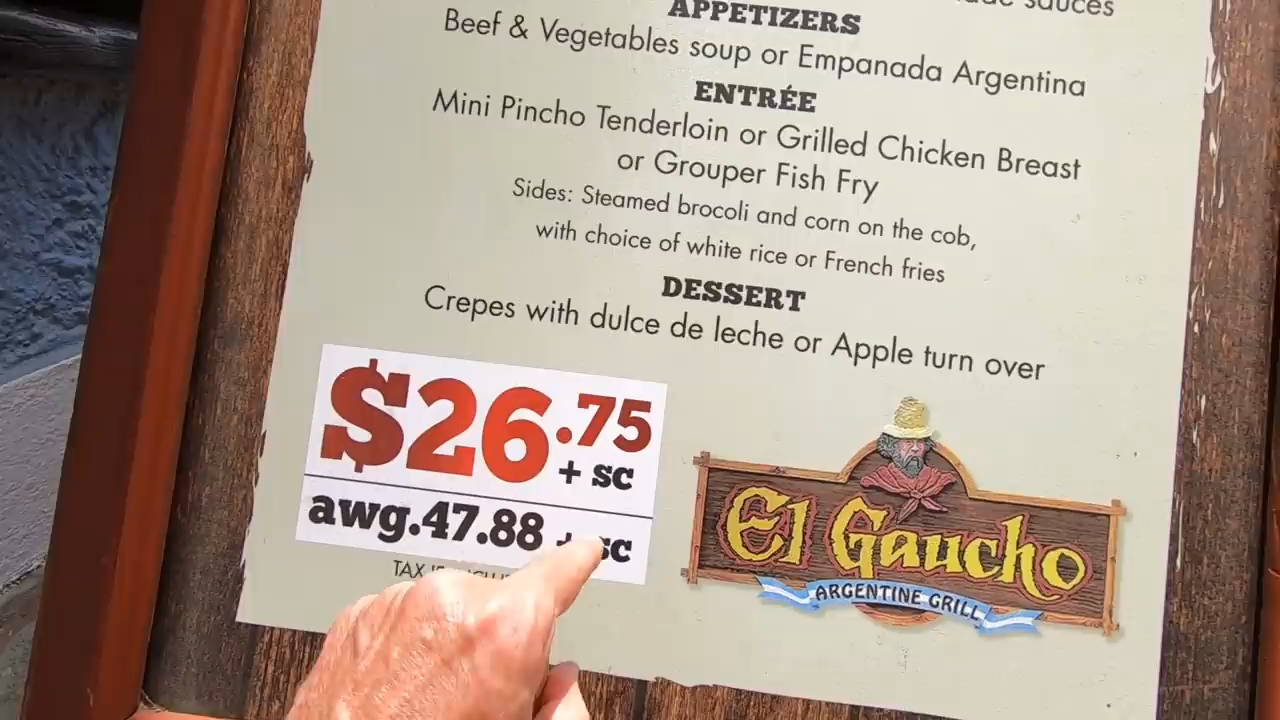 sauces
APPETIZERS
Beef & Vegetables soup or Empanada Argentina
ENTRÉE
Mini Pincho Tenderloin or Grilled Chicken Breast
or Grouper Fish Fry
Sides: Steamed brocoli and corn on the cob,
with choice of white rice or French fries
DESSERT
Crepes with dulce de leche or Apple turn over
$26.75
+ sc
awg.47.88 + sc
TAX
El Gaucho
ARGENTINE GRILL